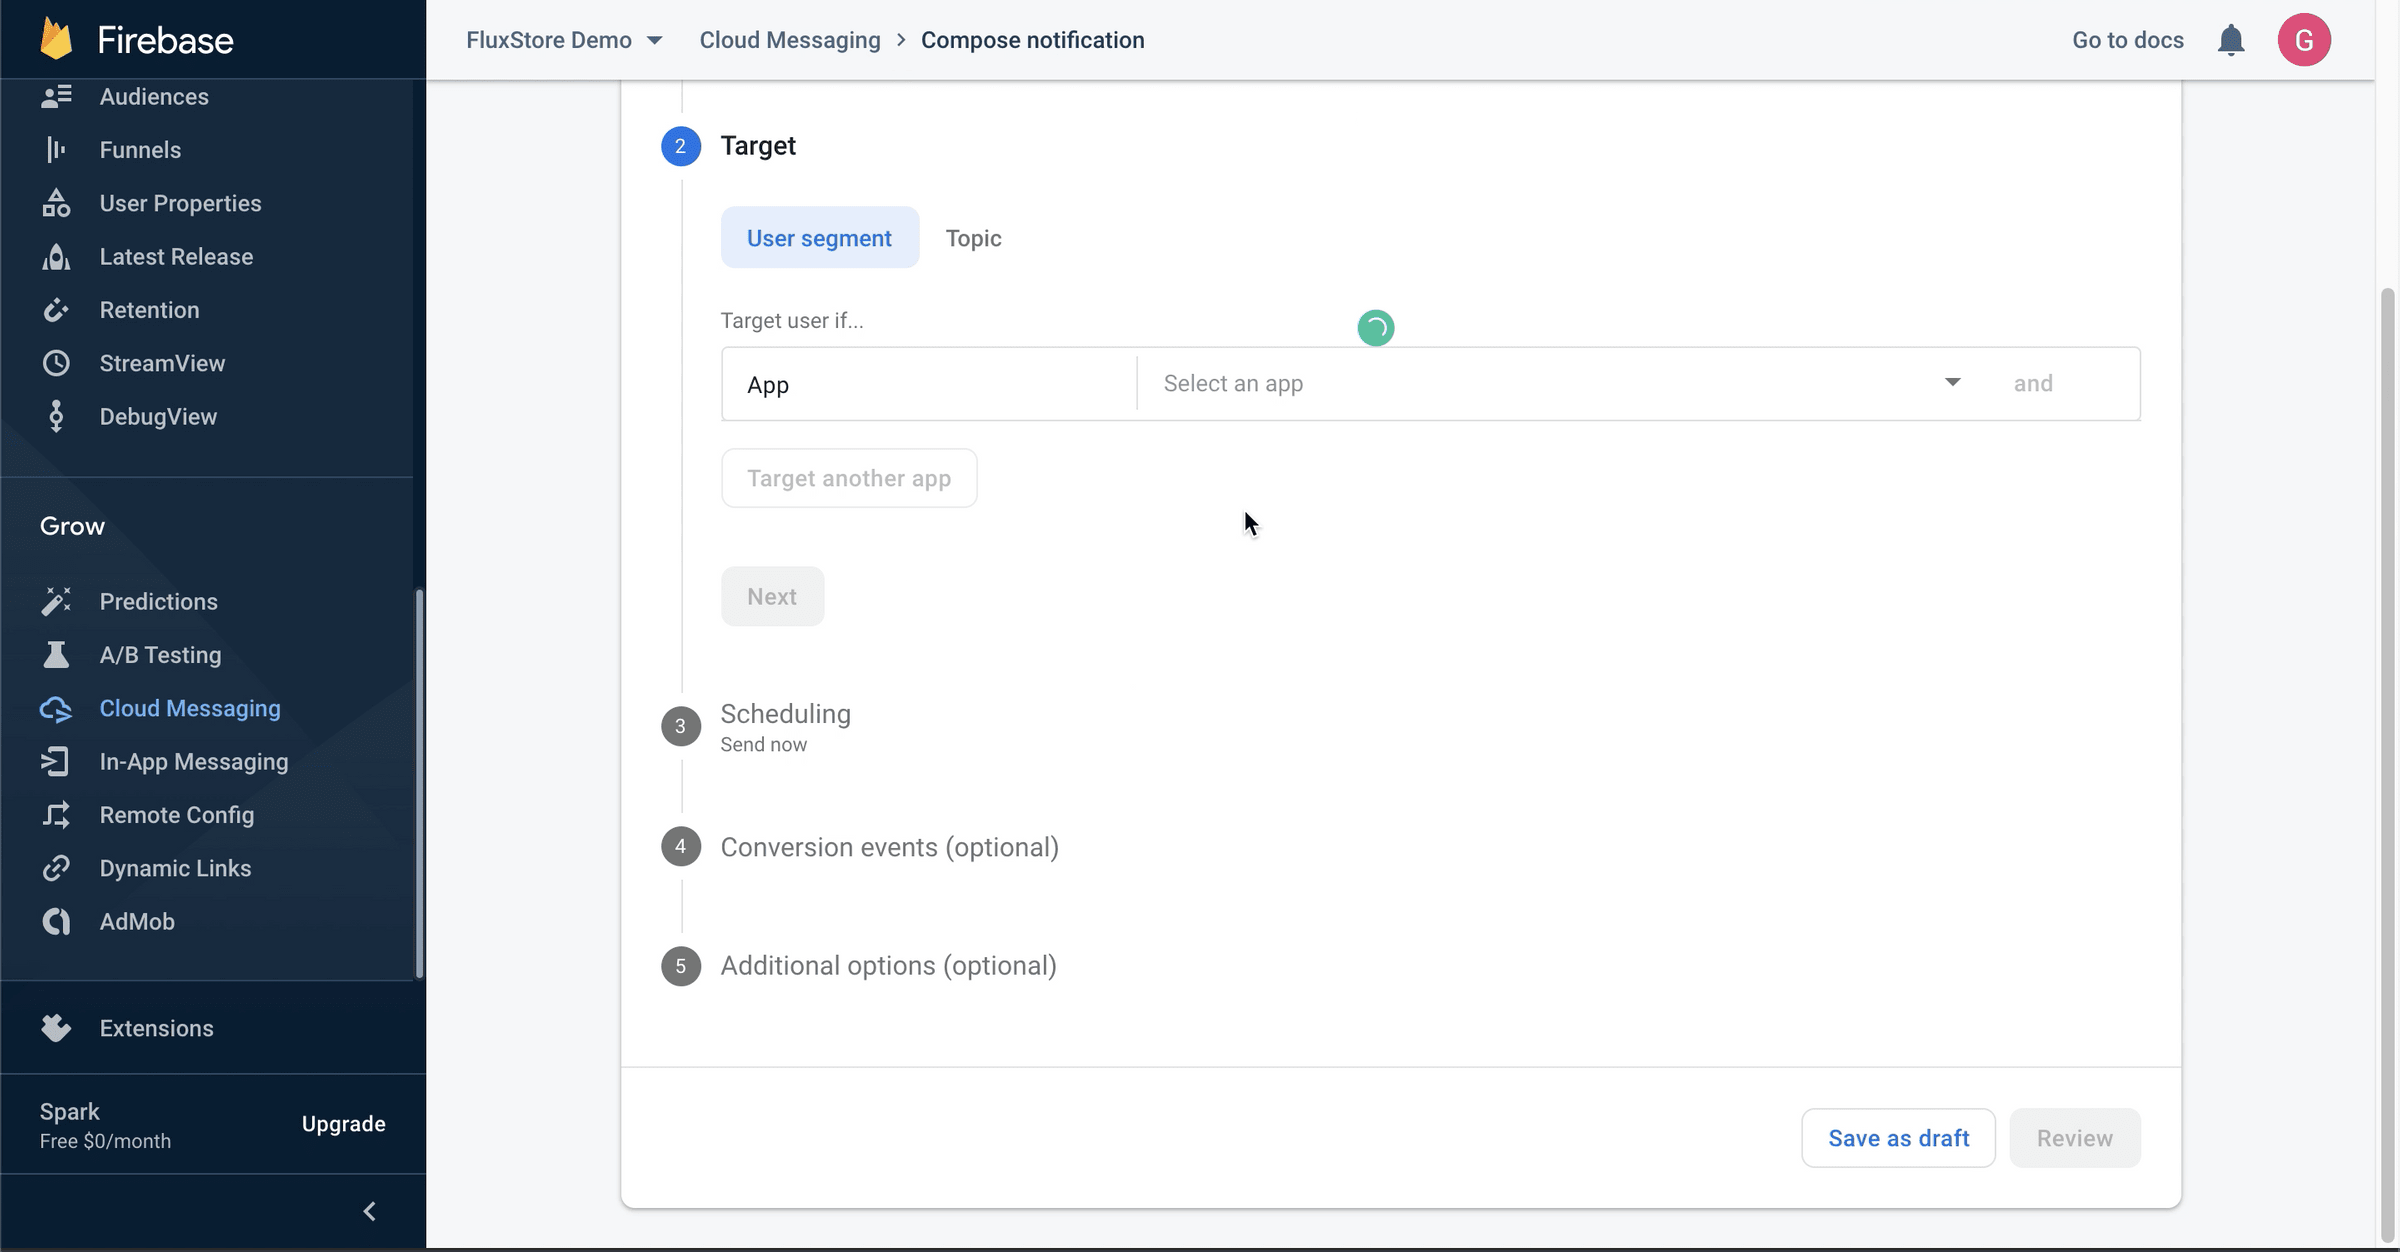 Firebase
FluxStore Demo
Cloud Messaging > Compose notification
Go to docs
G
Audiences
Funnels
User Properties
Latest Release
Retention
StreamView
DebugView
Grow
Predictions
A/B Testing
Cloud Messaging
In-App Messaging
Remote Config
Dynamic Links
AdMob
Extensions
Spark
Free $0/month
Upgrade
2 Target
User segment
Topic
Target user if...
App
Select an app
and
Target another app
Next
3 Scheduling
Send now
4 Conversion events (optional)
5 Additional options (optional)
Save as draft
Review